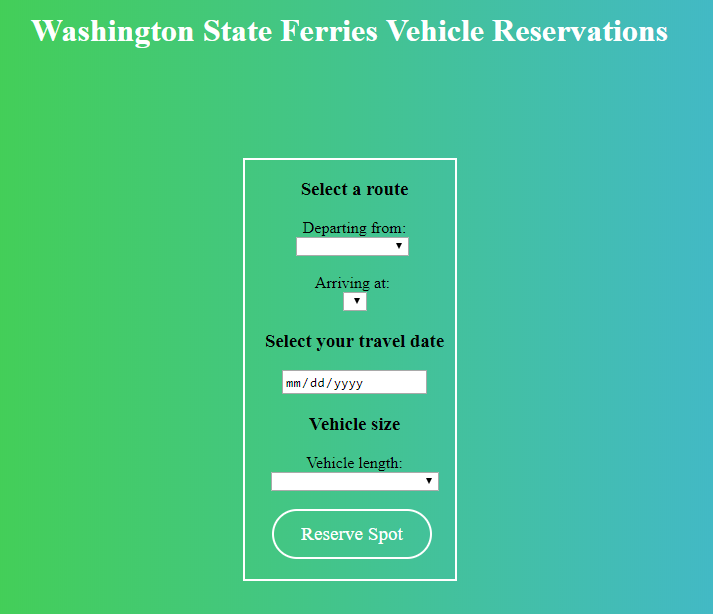 Washington State Ferries Vehicle Reservations
Select a route
Departing from:
Arriving at:
Select your travel date
mm/dd/yyyy
Vehicle size
Vehicle length:
Reserve Spot